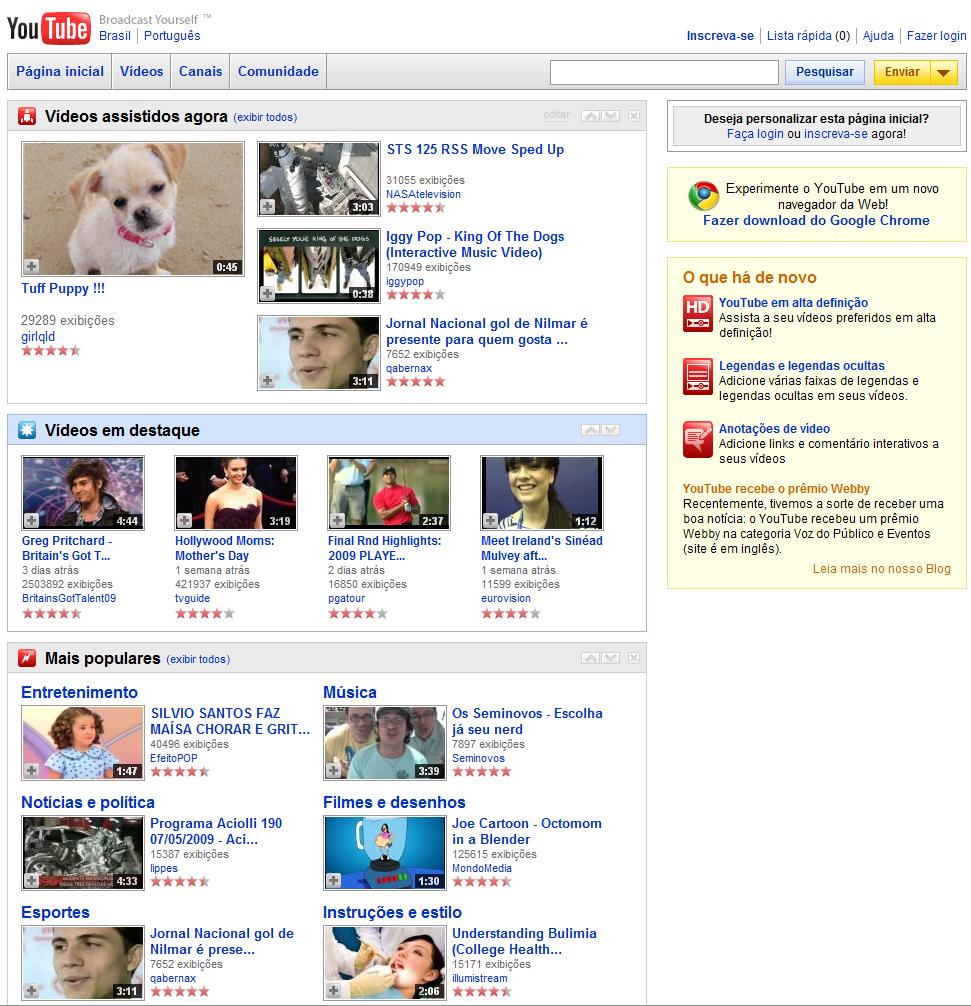 YouTube Broadcast Yourself ™
Brasil | Português
Inscreva-se | Lista rápida (0) | Ajuda | Fazer login
Página inicial Vídeos Canais Comunidade Pesquisar Enviar
Vídeos assistidos agora (exibir todos) editar
0:45
Tuff Puppy !!!
29289 exibições
girlqld
3:03
STS 125 RSS Move Sped Up
31055 exibições
NASAtelevision
SELECT YOUR KING OF THE DOGS
0:38
Iggy Pop - King Of The Dogs
(Interactive Music Video)
170949 exibições
iggypop
3:11
Jornal Nacional gol de Nilmar é
presente para quem gosta ...
7652 exibições
qabernax
Vídeos em destaque
4:44
Greg Pritchard -
Britain's Got T...
3 dias atrás
2503892 exibições
BritainsGotTalent09
3:19
Hollywood Moms:
Mother's Day
1 semana atrás
421937 exibições
tvguide
2:37
Final Rnd Highlights:
2009 PLAYE...
2 dias atrás
16850 exibições
pgatour
1:12
Meet Ireland's Sinéad
Mulvey aft...
1 semana atrás
11599 exibições
eurovision
Mais populares (exibir todos)
Entretenimento
1:47
SILVIO SANTOS FAZ
MAÍSA CHORAR E GRIT...
40496 exibições
EfeitoPOP
Música
3:39
Os Seminovos - Escolha
já seu nerd
7897 exibições
Seminovos
Notícias e política
4:33
Programa Aciolli 190
07/05/2009 - Aci...
15387 exibições
lippes
Filmes e desenhos
1:30
Joe Cartoon - Octomom
in a Blender
125615 exibições
MondoMedia
Esportes
3:11
Jornal Nacional gol de
Nilmar é prese...
7652 exibições
qabernax
Instruções e estilo
2:06
Understanding Bulimia
(College Health...
15171 exibições
illumistream
Deseja personalizar esta página inicial?
Faça login ou inscreva-se agora!
Experimente o YouTube em um novo
navegador da Web!
Fazer download do Google Chrome
O que há de novo
HD
YouTube em alta definição
Assista a seu vídeos preferidos em alta
definição!
Legendas e legendas ocultas
Adicione várias faixas de legendas e
legendas ocultas em seus vídeos.
Anotações de vídeo
Adicione links e comentário interativos a
seus vídeos
YouTube recebe o prêmio Webby
Recentemente, tivemos a sorte de receber uma
boa notícia: o YouTube recebeu um prêmio
Webby na categoria Voz do Público e Eventos
(site é em inglês).
Leia mais no nosso Blog